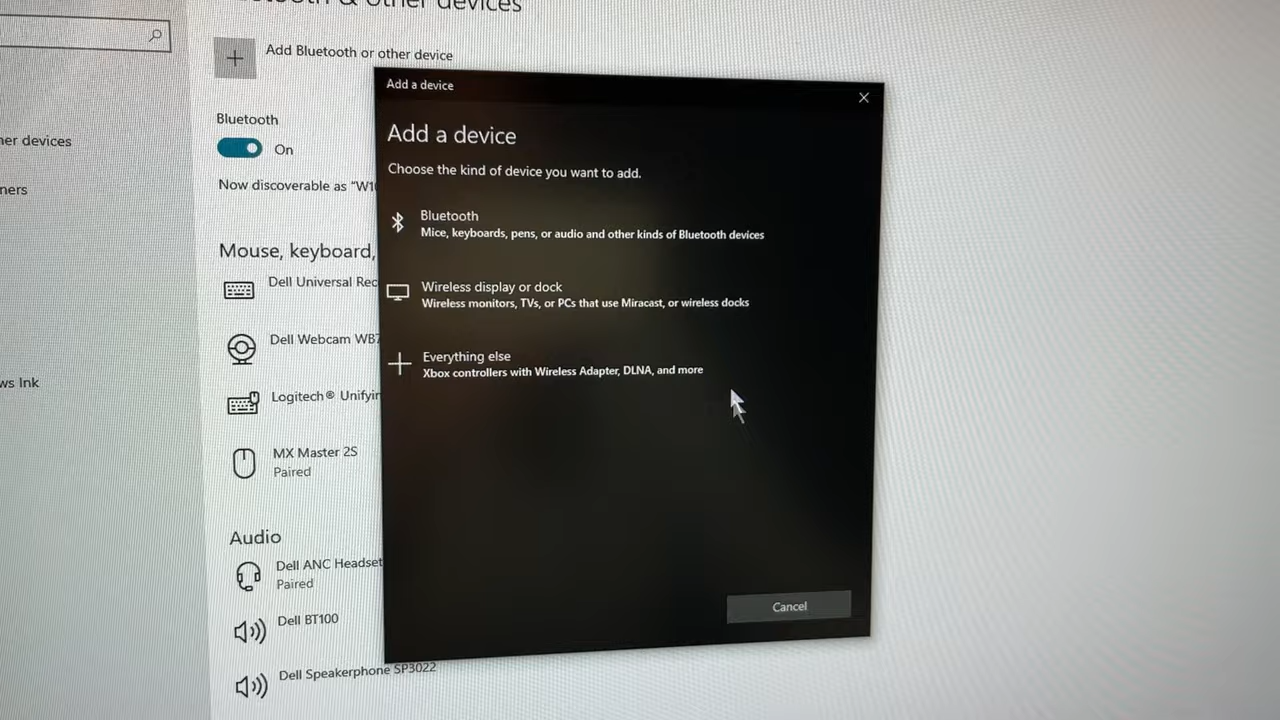 & other devices
Add Bluetooth or other device
Bluetooth
On
Now discoverable as "W1
devices
ws Ink
Mouse, keyboard,
Dell Universal Rec
Dell Webcam WB7
Logitech® Unifyin
MX Master 2S
Paired
Audio
Dell ANC Headset
Paired
Dell BT100
Dell Speakerphone SP3022
Add a device
Add a device
Choose the kind of device you want to add.
Bluetooth
Mice, keyboards, pens, or audio and other kinds of Bluetooth devices
Wireless display or dock
Wireless monitors, TVs, or PCs that use Miracast, or wireless docks
Everything else
Xbox controllers with Wireless Adapter, DLNA, and more
Cancel